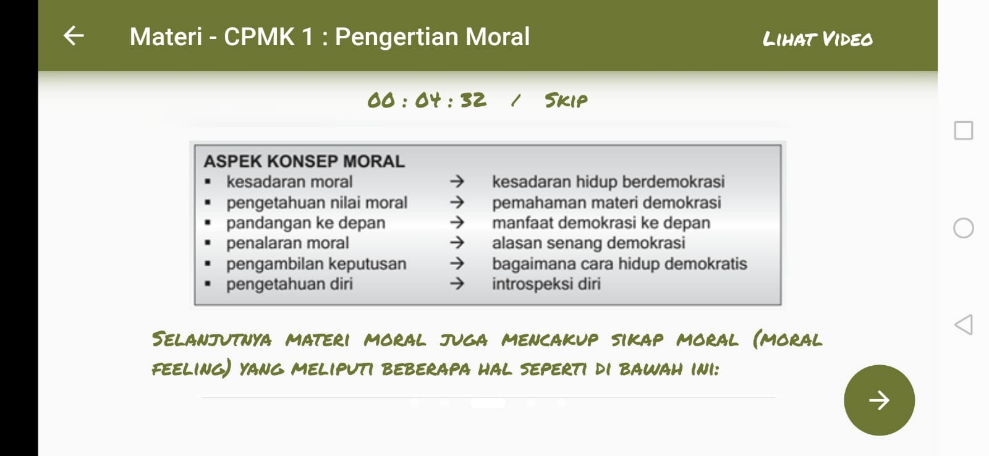 Materi - CPMK 1 : Pengertian Moral
LIHAT VIDEO
00 : 04 : 32 / SKIP
ASPEK KONSEP MORAL
▪ kesadaran moral → kesadaran hidup berdemokrasi
▪ pengetahuan nilai moral → pemahaman materi demokrasi
▪ pandangan ke depan → manfaat demokrasi ke depan
▪ penalaran moral → alasan senang demokrasi
▪ pengambilan keputusan → bagaimana cara hidup demokratis
▪ pengetahuan diri → introspeksi diri
SELANJUTNYA MATERI MORAL JUGA MENCAKUP SIKAP MORAL (MORAL
FEELING) YANG MELIPUTI BEBERAPA HAL SEPERTI DI BAWAH INI: